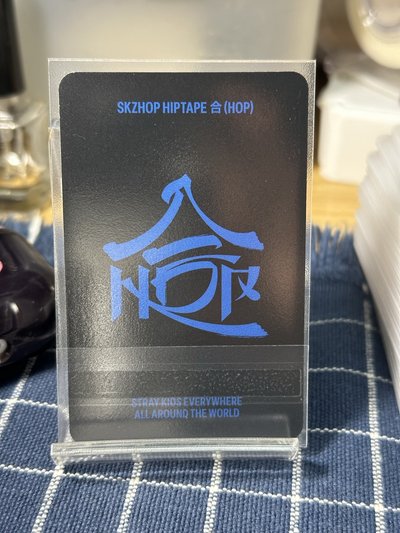 SKZHOP HIPTAPE 合 (HOP)
合
HOP
STRAY KIDS EVERYWHERE
ALL AROUND THE WORLD